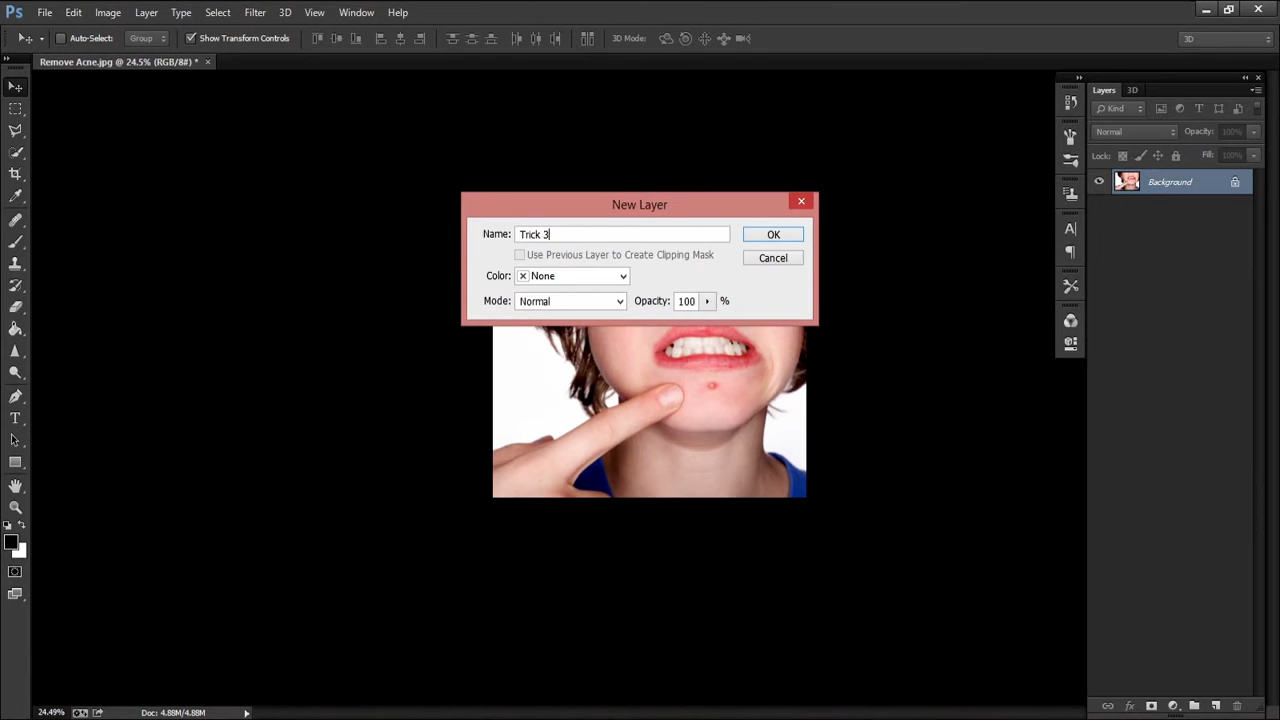 Ps File Edit Image Layer Type Select Filter 3D View Window Help
Auto-Select: Group Show Transform Controls 3D Mode: 3D
Remove Acne.jpg @ 24.5% (RGB/8#) * ×
Layers 3D
Kind T
Normal Opacity: 100%
Lock: Fill: 100%
Background
New Layer
Name: Trick 3 OK
Use Previous Layer to Create Clipping Mask Cancel
Color: None
Mode: Normal Opacity: 100 %
24.49% Doc: 4.88M/4.88M
fx